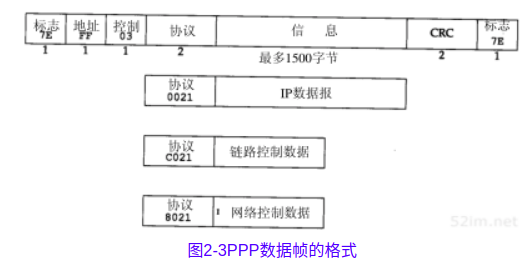 标志 地址 控制 协议 信 息 CRC 标志
7E FF 03 7E
1 1 1 2 最多1500字节 2 1
协议 IP数据报
0021
协议 链路控制数据
C021
协议 网络控制数据
8021
52im.net
图2-3PPP数据帧的格式